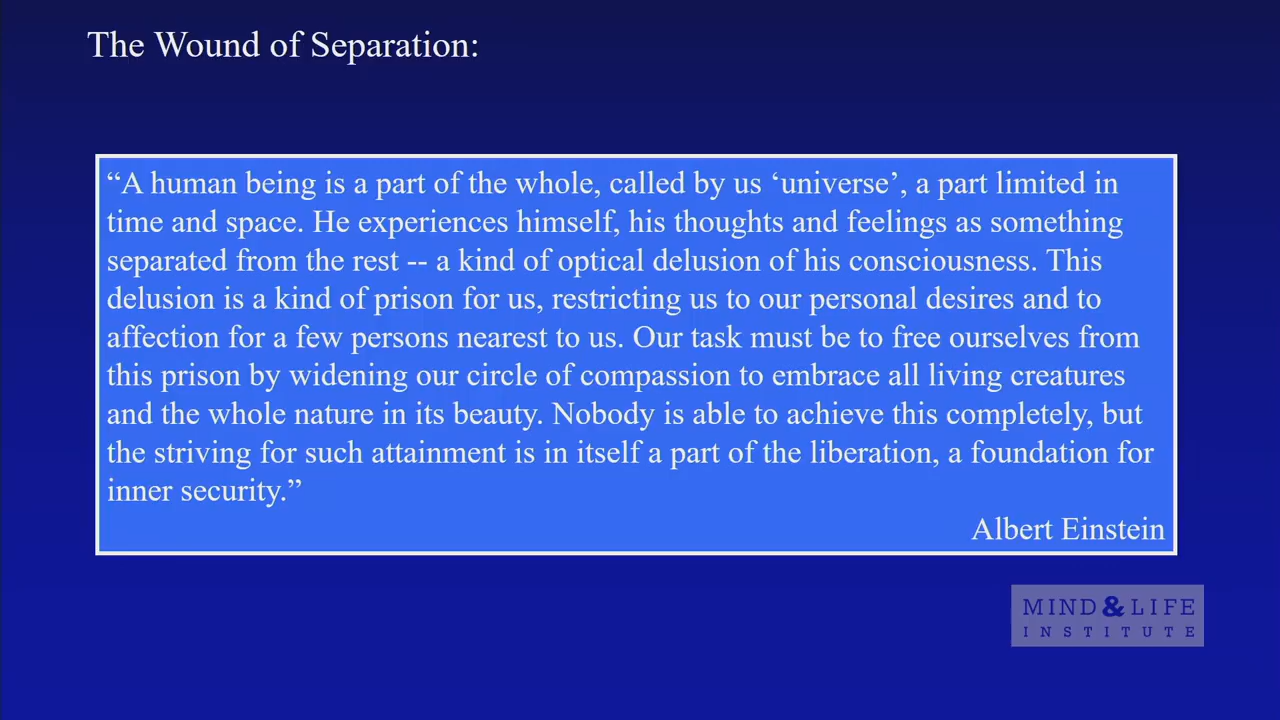 The Wound of Separation:
“A human being is a part of the whole, called by us ‘universe’, a part limited in
time and space. He experiences himself, his thoughts and feelings as something
separated from the rest -- a kind of optical delusion of his consciousness. This
delusion is a kind of prison for us, restricting us to our personal desires and to
affection for a few persons nearest to us. Our task must be to free ourselves from
this prison by widening our circle of compassion to embrace all living creatures
and the whole nature in its beauty. Nobody is able to achieve this completely, but
the striving for such attainment is in itself a part of the liberation, a foundation for
inner security.”
Albert Einstein
MIND & LIFE
INSTITUTE